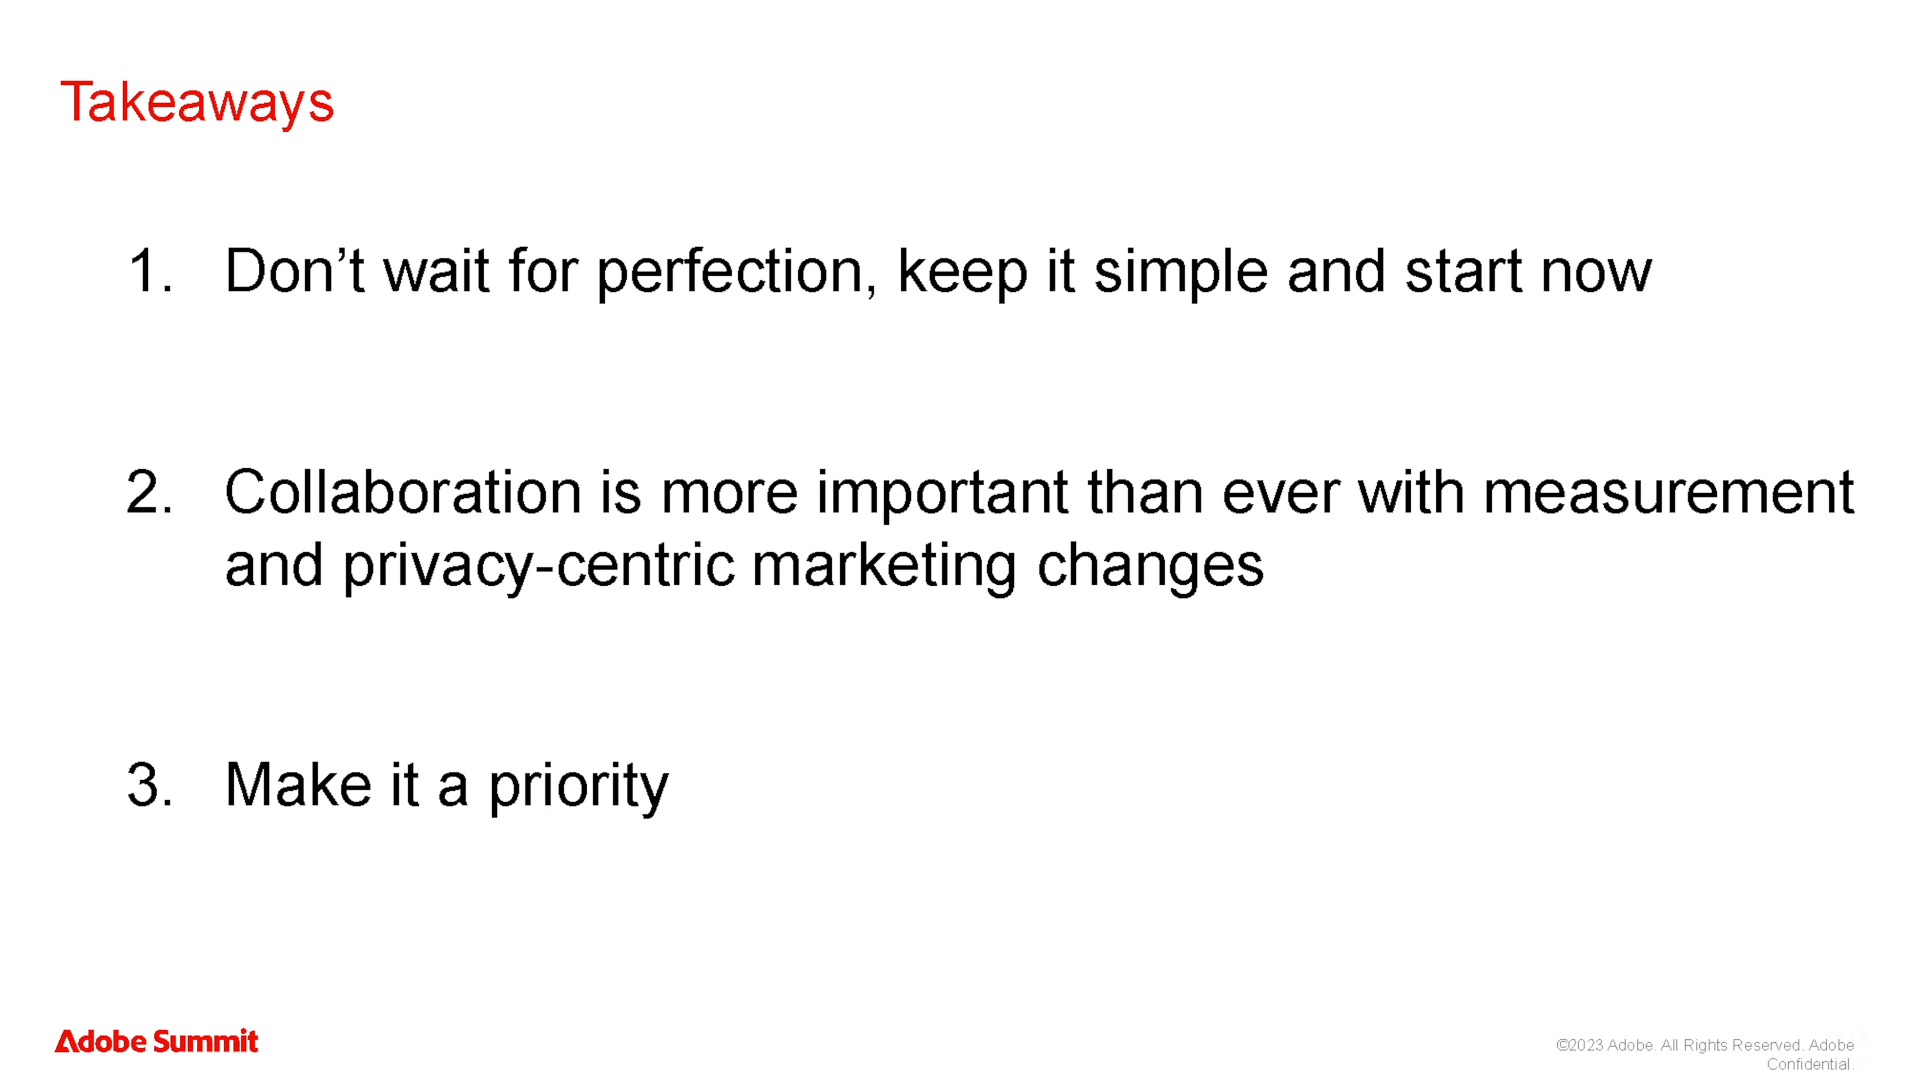 Takeaways
1. Don’t wait for perfection, keep it simple and start now
2. Collaboration is more important than ever with measurement
and privacy-centric marketing changes
3. Make it a priority
Adobe Summit
©2023 Adobe. All Rights Reserved. Adobe
Confidential.